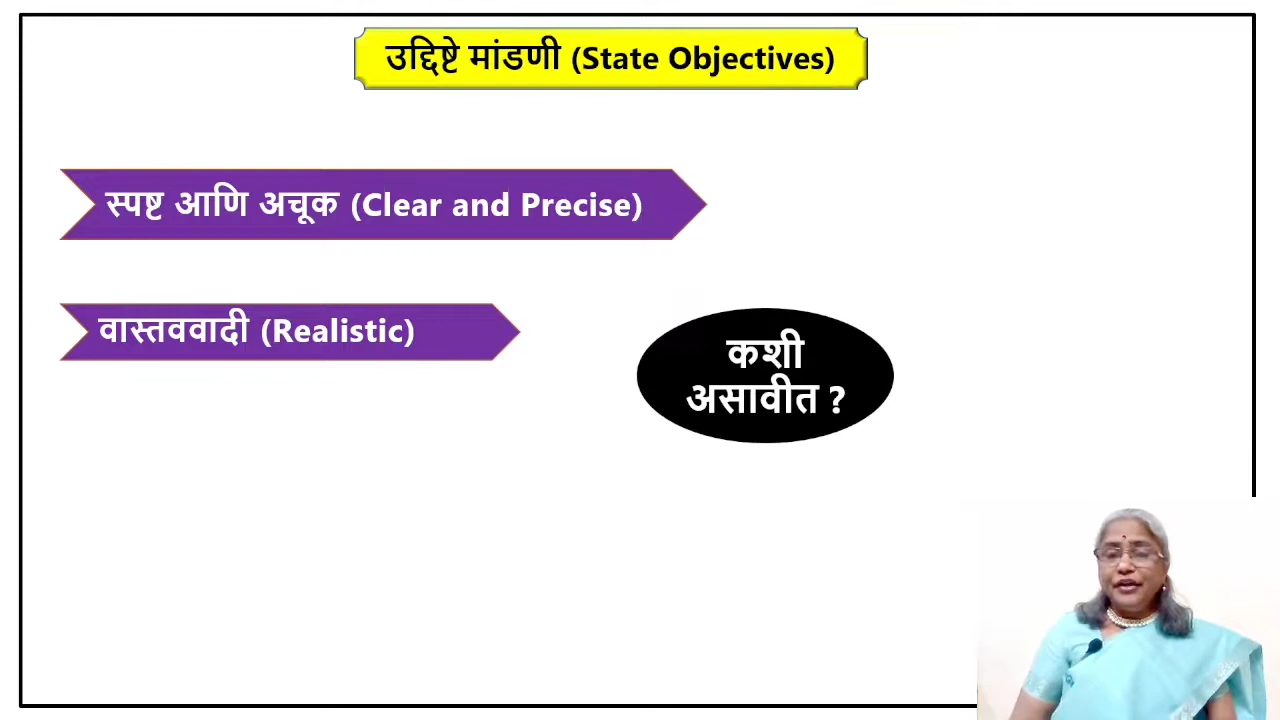 उद्दिष्टे मांडणी (State Objectives)
स्पष्ट आणि अचूक (Clear and Precise)
वास्तववादी (Realistic)
कशी
असावीत ?